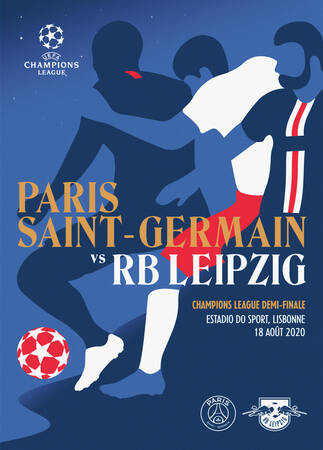 UEFA
CHAMPIONS
LEAGUE
PARIS
SAINT-GERMAIN
VS RB LEIPZIG
CHAMPIONS LEAGUE DEMI-FINALE
ESTADIO DO SPORT, LISBONNE
18 AOÛT 2020
PARIS
RB LEIPZIG